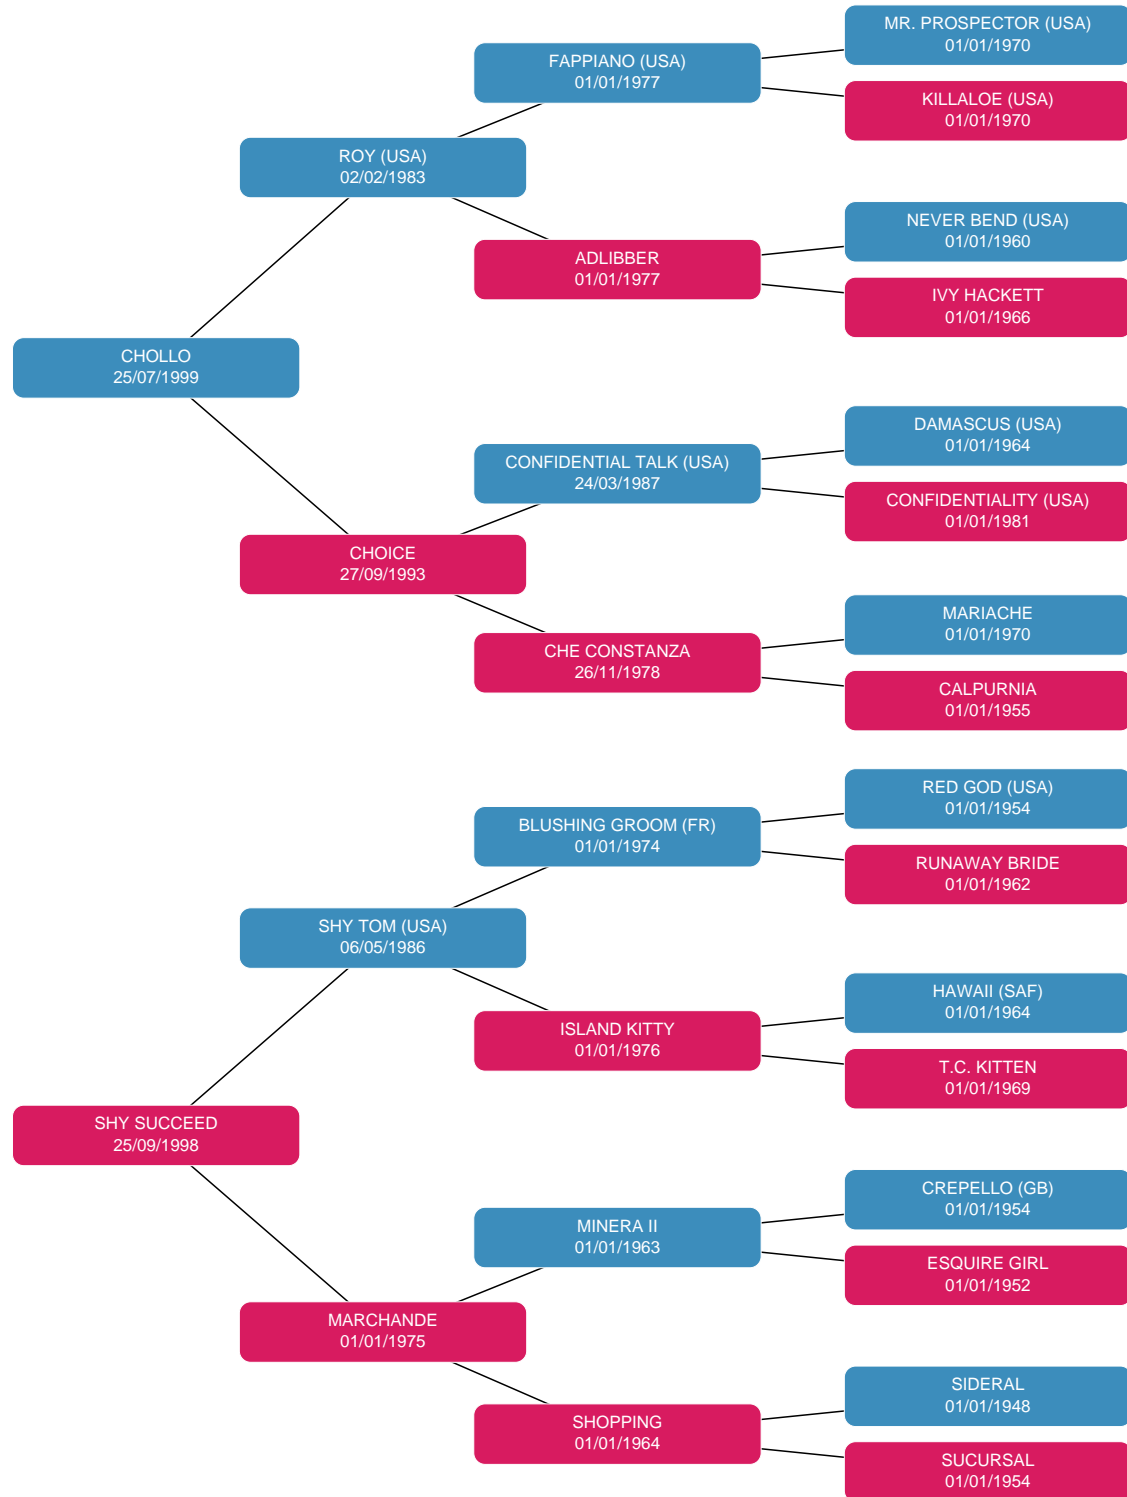 MR. PROSPECTOR (USA)
01/01/1970
FAPPIANO (USA)
01/01/1977
KILLALOE (USA)
01/01/1970
ROY (USA)
02/02/1983
NEVER BEND (USA)
01/01/1960
ADLIBBER
01/01/1977
IVY HACKETT
01/01/1966
CHOLLO
25/07/1999
DAMASCUS (USA)
01/01/1964
CONFIDENTIAL TALK (USA)
24/03/1987
CONFIDENTIALITY (USA)
01/01/1981
CHOICE
27/09/1993
MARIACHE
01/01/1970
CHE CONSTANZA
26/11/1978
CALPURNIA
01/01/1955
RED GOD (USA)
01/01/1954
BLUSHING GROOM (FR)
01/01/1974
RUNAWAY BRIDE
01/01/1962
SHY TOM (USA)
06/05/1986
HAWAII (SAF)
01/01/1964
ISLAND KITTY
01/01/1976
T.C. KITTEN
01/01/1969
SHY SUCCEED
25/09/1998
CREPELLO (GB)
01/01/1954
MINERA II
01/01/1963
ESQUIRE GIRL
01/01/1952
MARCHANDE
01/01/1975
SIDERAL
01/01/1948
SHOPPING
01/01/1964
SUCURSAL
01/01/1954